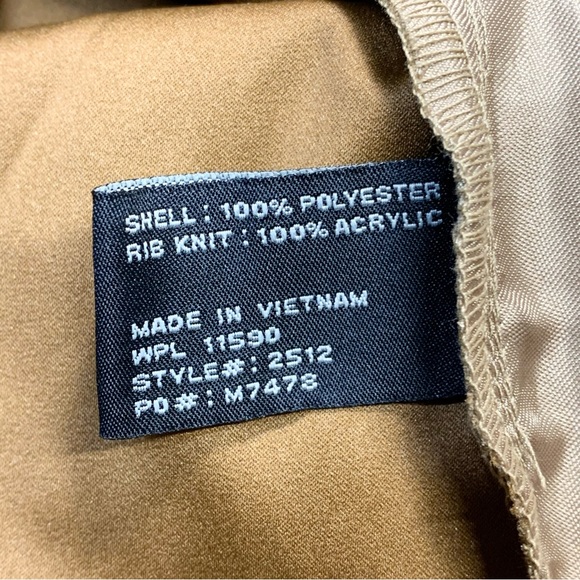 SHELL : 100% POLYESTER
RIB KNIT : 100% ACRYLIC
MADE IN VIETNAM
WPL 11590
STYLE# : 2512
PO# : M7478